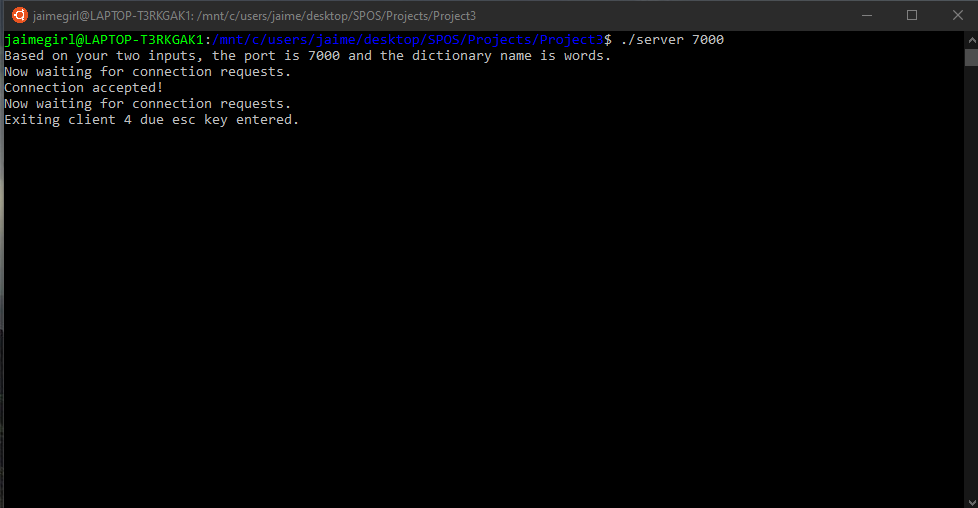 jaimegirl@LAPTOP-T3RKGAK1: /mnt/c/users/jaime/desktop/SPOS/Projects/Project3
jaimegirl@LAPTOP-T3RKGAK1:/mnt/c/users/jaime/desktop/SPOS/Projects/Project3$ ./server 7000
Based on your two inputs, the port is 7000 and the dictionary name is words.
Now waiting for connection requests.
Connection accepted!
Now waiting for connection requests.
Exiting client 4 due esc key entered.